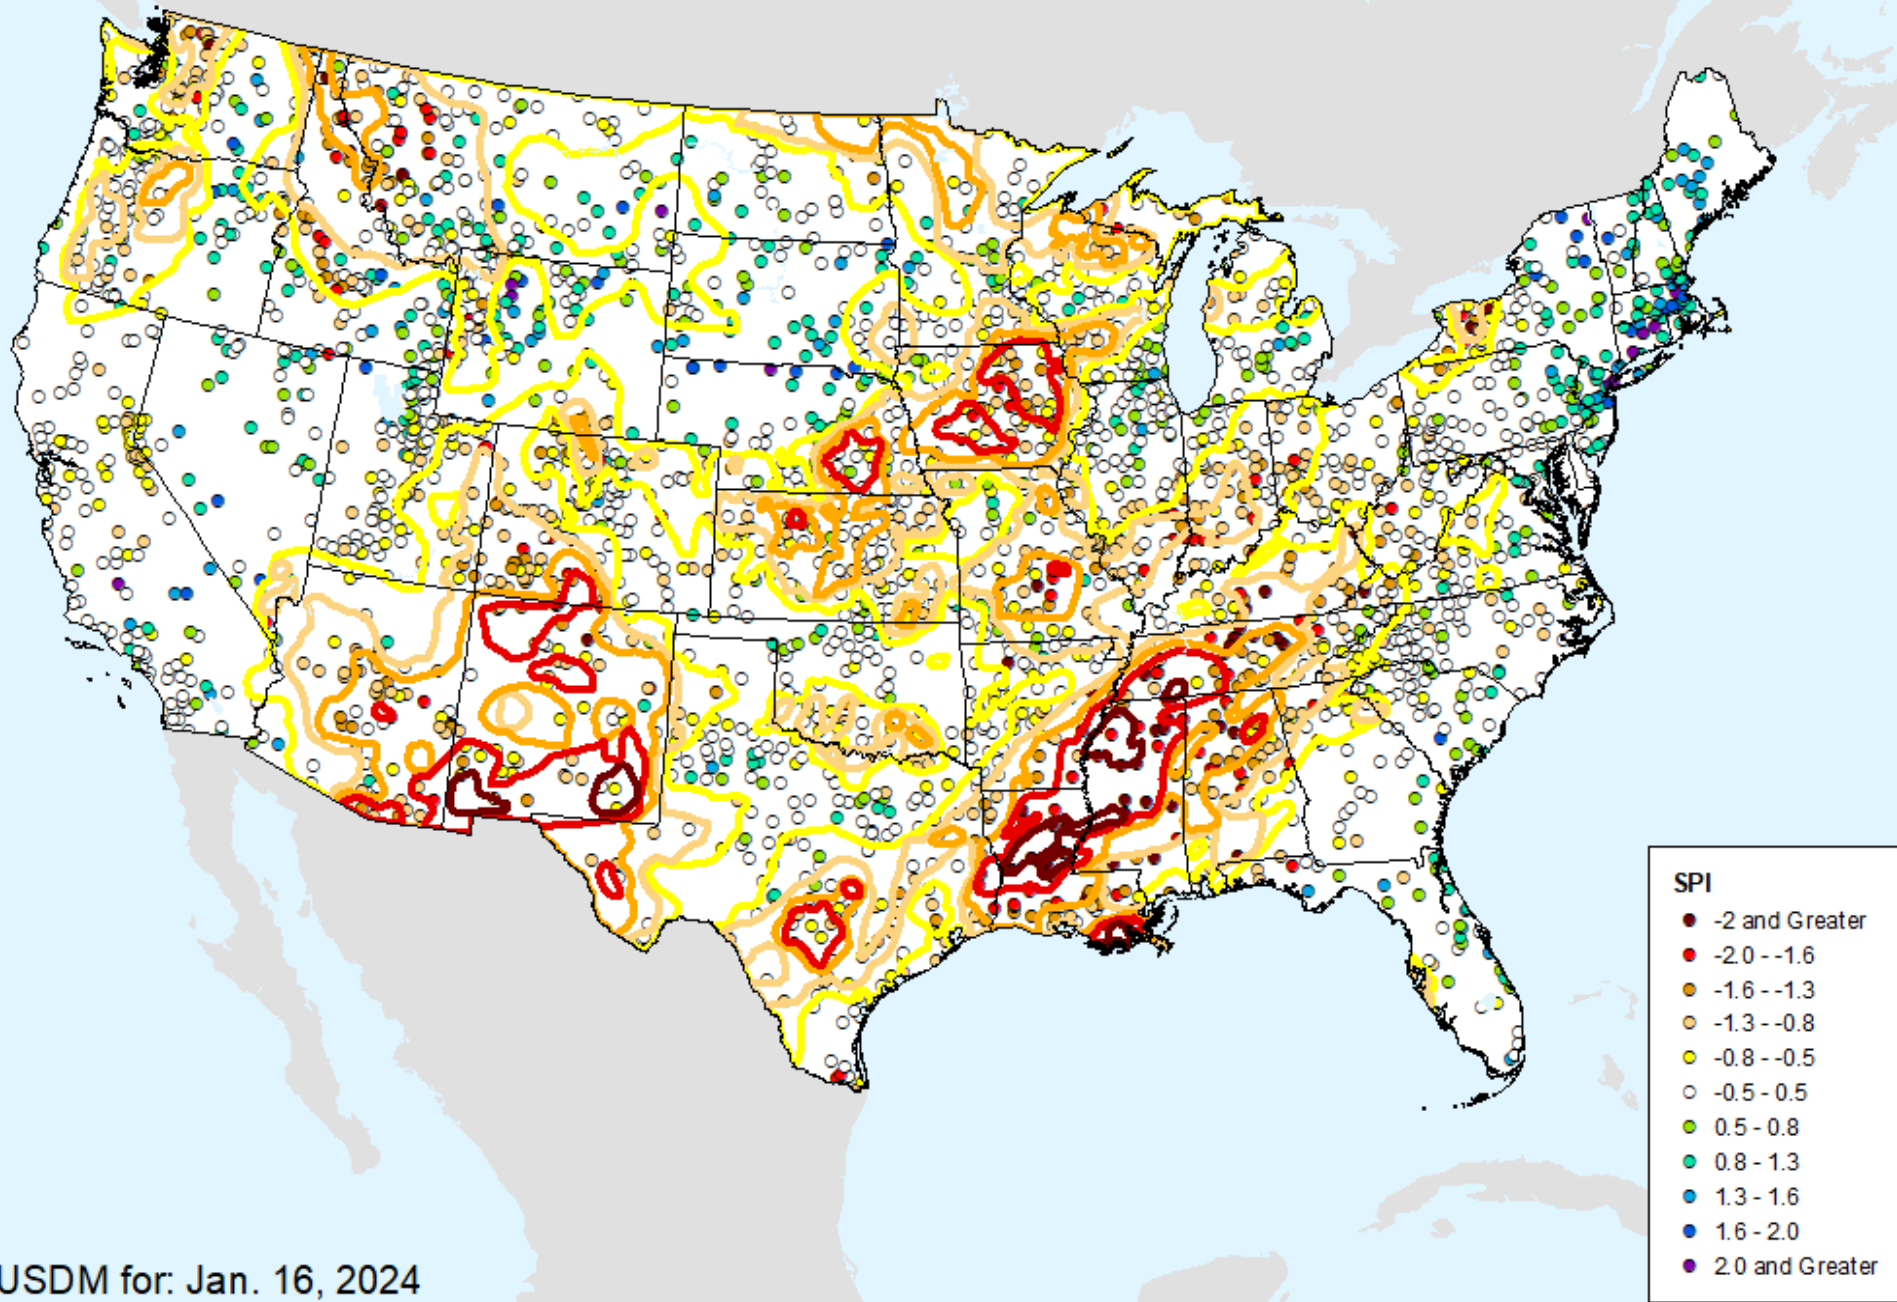 SPI
-2 and Greater
-2.0 - -1.6
-1.6 - -1.3
-1.3 - -0.8
-0.8 - -0.5
-0.5 - 0.5
0.5 - 0.8
0.8 - 1.3
1.3 - 1.6
1.6 - 2.0
2.0 and Greater
USDM for: Jan. 16, 2024